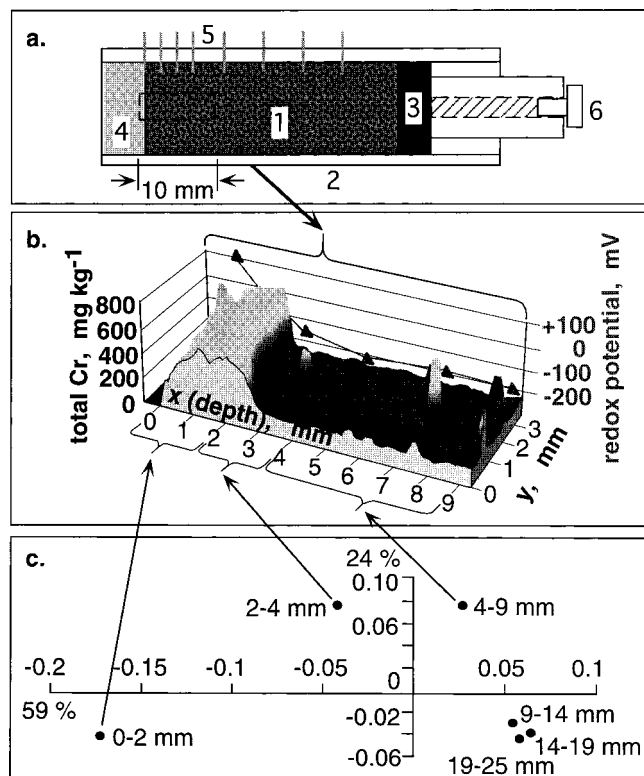 a.
5
1
3
4
6
10 mm
2
b.
total Cr, mg kg-1
800
600
400
200
0
redox potential, mV
+100
0
-100
-200
x (depth), mm
0 1 2 3 4 5 6 7 8 9
y, mm
0 1 2 3
c.
24 %
0.10
0.06
0
-0.02
-0.06
-0.2 -0.15 -0.1 -0.05 0.05 0.1
59 %
2-4 mm
4-9 mm
0-2 mm
9-14 mm
14-19 mm
19-25 mm